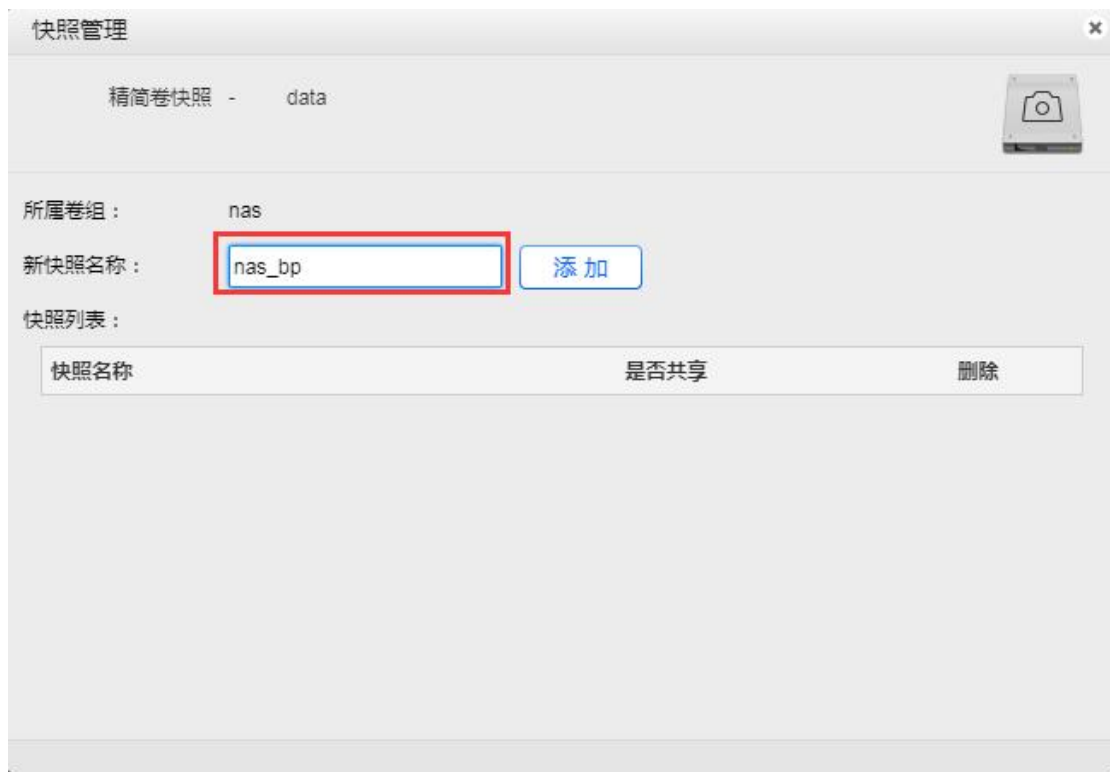 快照管理
精简卷快照 - data
所属卷组： nas
新快照名称： nas_bp 添加
快照列表：
快照名称 是否共享 删除